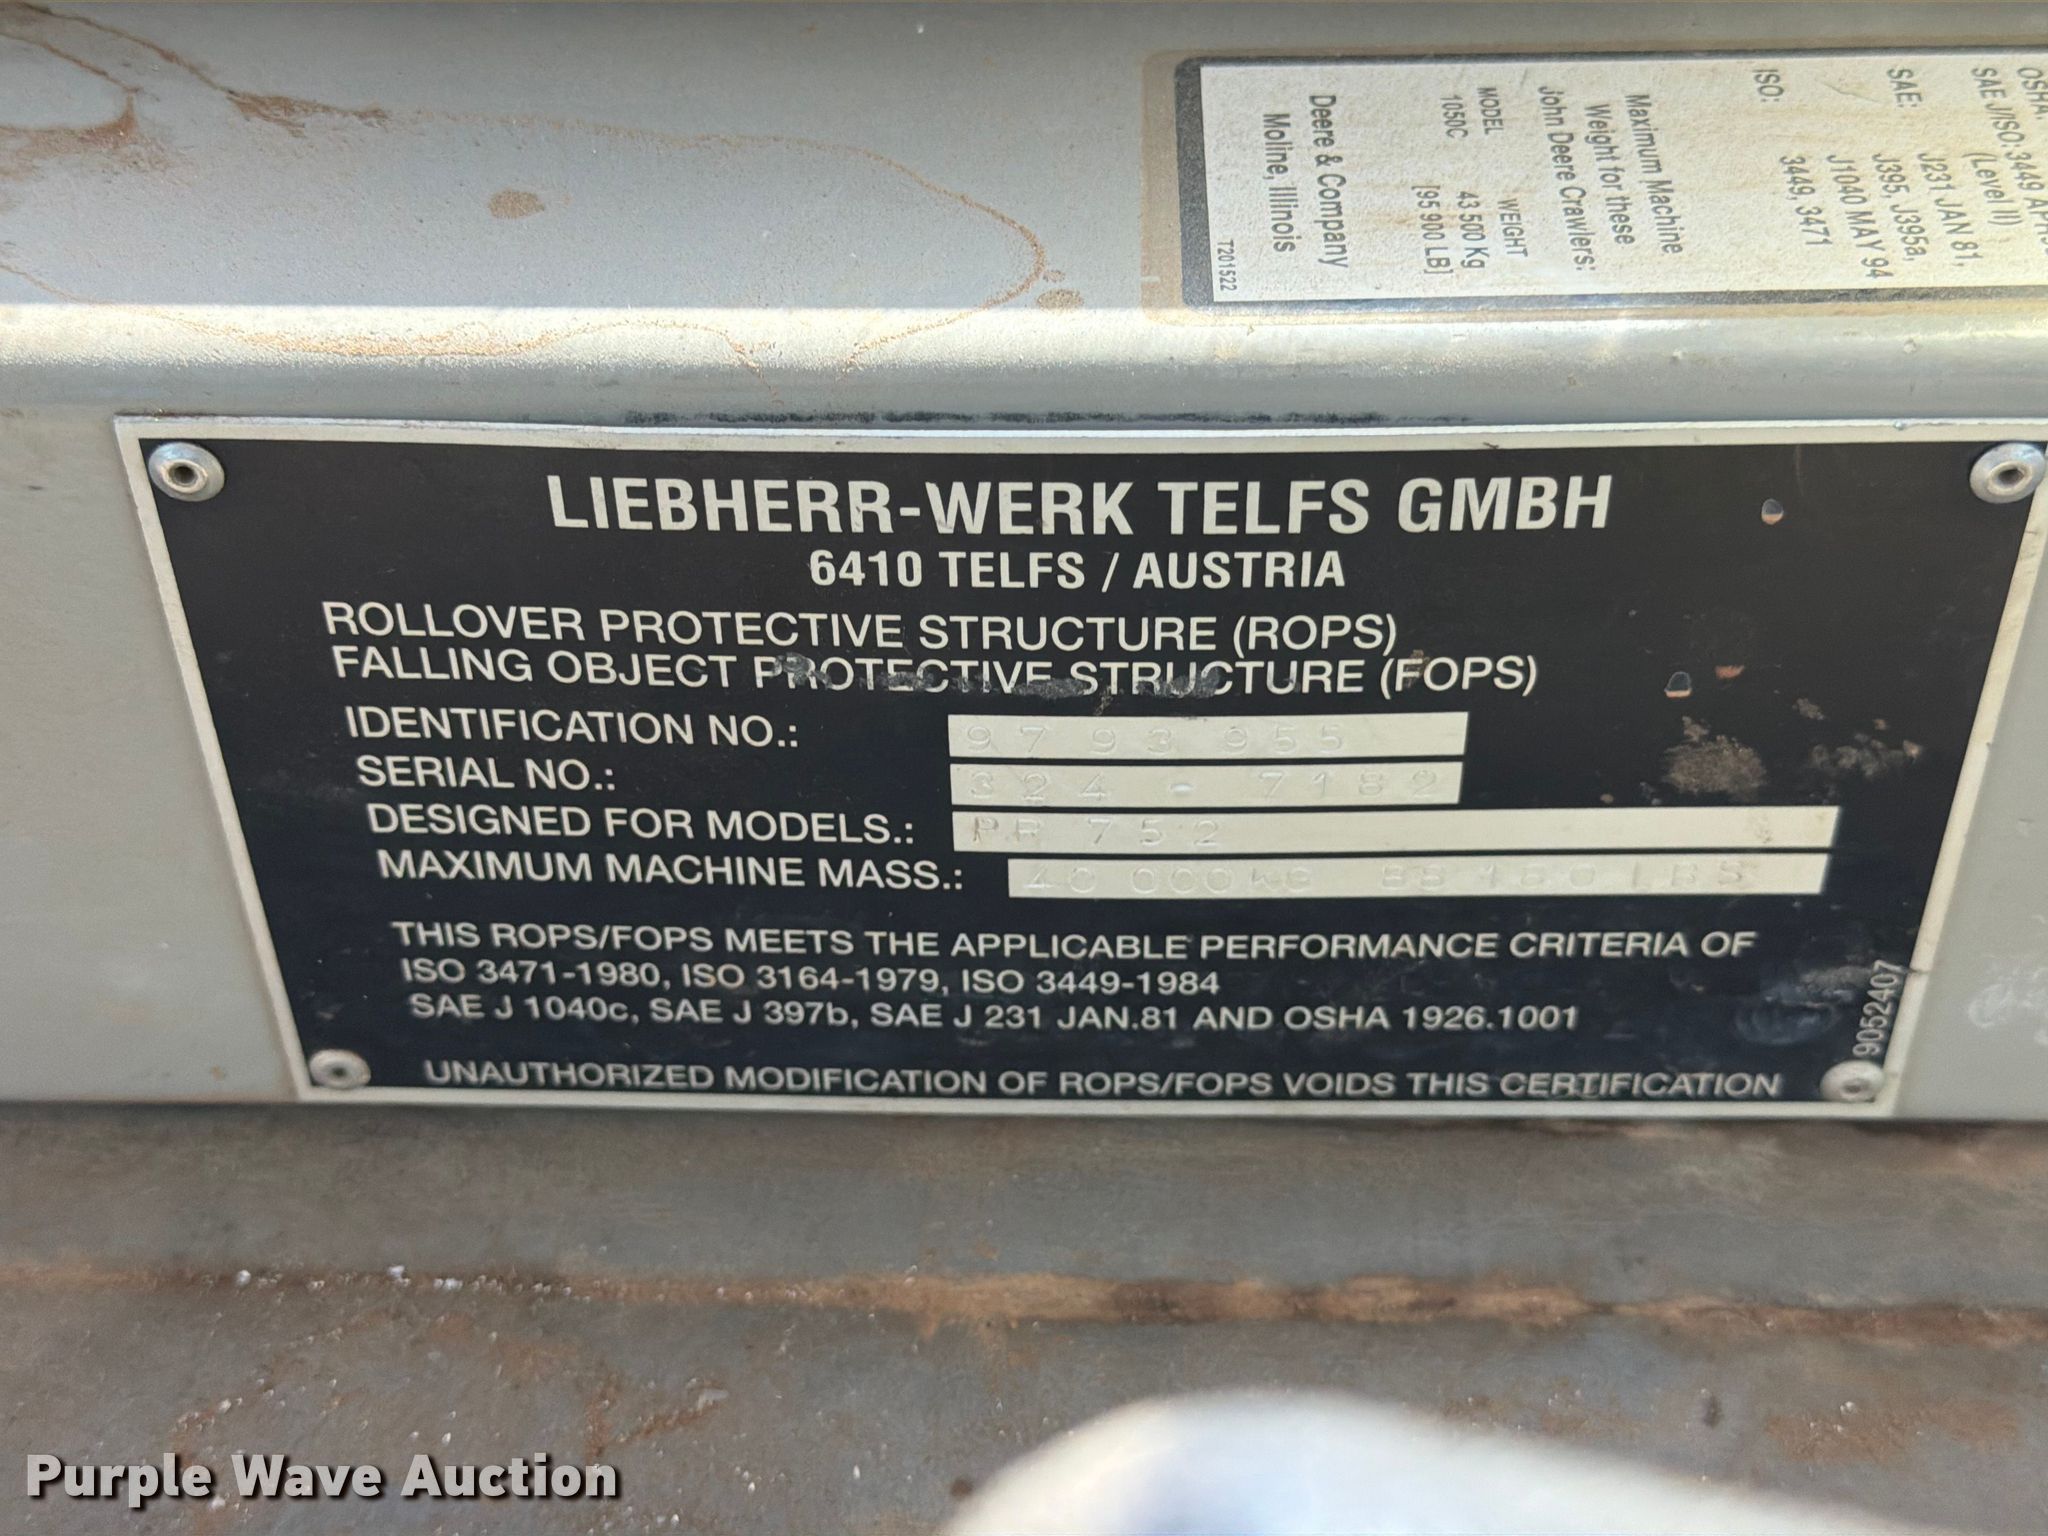 OSHA:
SAE J/ISO: 3449
(Level II)
SAE: J231 JAN 81,
J395, J395a,
J1040 MAY 94
ISO: 3449, 3471
Maximum Machine
Weight for these
John Deere Crawlers:
MODEL WEIGHT
1050C 43 500 Kg
[95 900 LB]
Deere & Company
Moline, Illinois
T201522
LIEBHERR-WERK TELFS GMBH
6410 TELFS / AUSTRIA
ROLLOVER PROTECTIVE STRUCTURE (ROPS)
FALLING OBJECT PROTECTIVE STRUCTURE (FOPS)
IDENTIFICATION NO.: 9793955
SERIAL NO.: 324 - 7182
DESIGNED FOR MODELS.: PR 752
MAXIMUM MACHINE MASS.: 40 000KG 88180 LBS
THIS ROPS/FOPS MEETS THE APPLICABLE PERFORMANCE CRITERIA OF
ISO 3471-1980, ISO 3164-1979, ISO 3449-1984
SAE J 1040c, SAE J 397b, SAE J 231 JAN.81 AND OSHA 1926.1001
UNAUTHORIZED MODIFICATION OF ROPS/FOPS VOIDS THIS CERTIFICATION
9052407
Purple Wave Auction